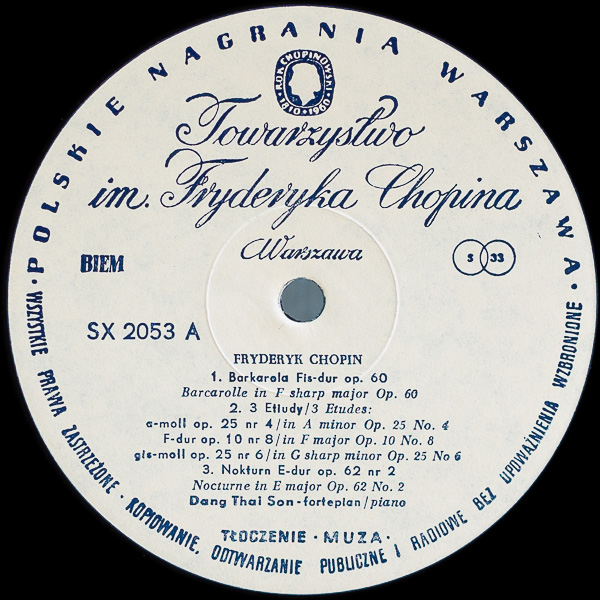 · POLSKIE NAGRANIA WARSZAWA ·
ROK CHOPINOWSKI
1810 · 1960
Towarzystwo
im. Fryderyka Chopina
Warszawa
BIEM
S 33
SX 2053 A
FRYDERYK CHOPIN
1. Barkarola Fis-dur op. 60
Barcarolle in F sharp major Op. 60
2. 3 Etiudy/3 Etudes:
a-moll op. 25 nr 4/in A minor Op. 25 No. 4
F-dur op. 10 nr 8/in F major Op. 10 No. 8
gis-moll op. 25 nr 6/in G sharp minor Op. 25 No 6
3. Nokturn E-dur op. 62 nr 2
Nocturne in E major Op. 62 No. 2
Dang Thai Son-fortepian/piano
TŁOCZENIE · MUZA ·
WSZYSTKIE PRAWA ZASTRZEŻONE · KOPIOWANIE, ODTWARZANIE PUBLICZNE I RADIOWE BEZ UPOWAŻNIENIA WZBRONIONE